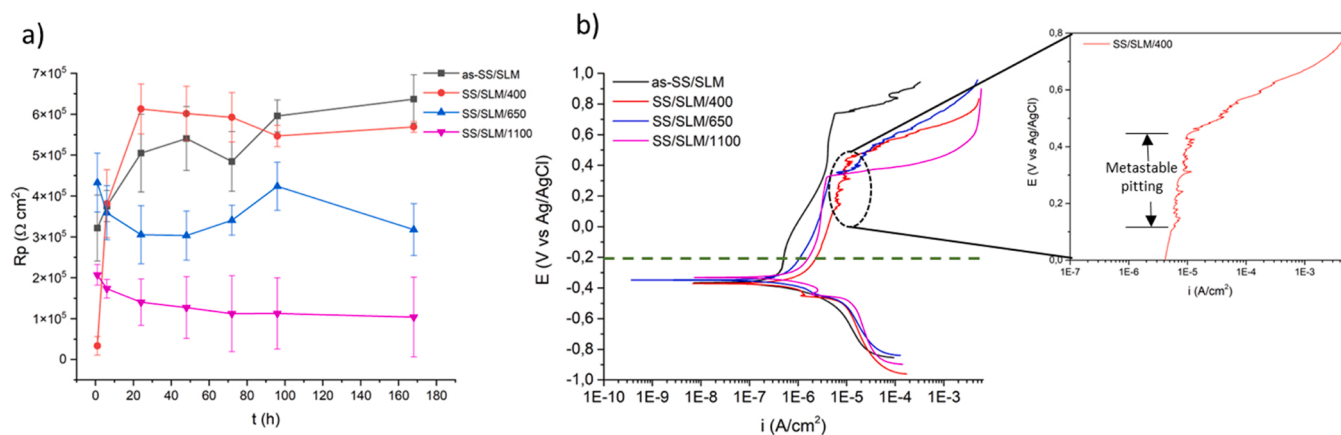 a)
7×10⁵
6×10⁵
5×10⁵
4×10⁵
3×10⁵
2×10⁵
1×10⁵
0
Rp (Ω cm²)
0 20 40 60 80 100 120 140 160 180
t (h)
as-SS/SLM
SS/SLM/400
SS/SLM/650
SS/SLM/1100
b)
1,0
0,8
0,6
0,4
0,2
0,0
-0,2
-0,4
-0,6
-0,8
-1,0
E (V vs Ag/AgCl)
as-SS/SLM
SS/SLM/400
SS/SLM/650
SS/SLM/1100
1E-10 1E-9 1E-8 1E-7 1E-6 1E-5 1E-4 1E-3
i (A/cm²)
0,8
0,6
0,4
0,2
0,0
E (V vs Ag/AgCl)
SS/SLM/400
Metastable
pitting
1E-7 1E-6 1E-5 1E-4 1E-3
i (A/cm²)